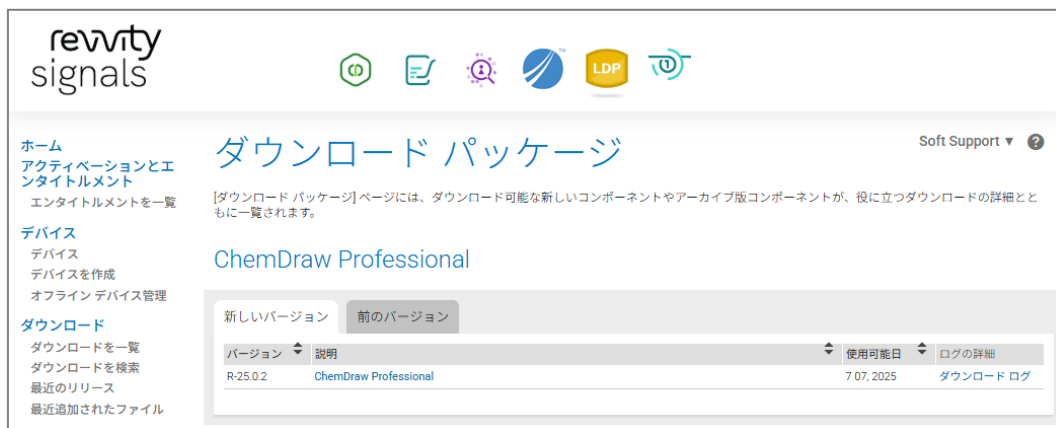 revvity
signals
LDP
TM
Soft Support ▼ ?
ホーム
アクティベーションとエ
ンタイトルメント
エンタイトルメントを一覧
デバイス
デバイス
デバイスを作成
オフライン デバイス管理
ダウンロード
ダウンロードを一覧
ダウンロードを検索
最近のリリース
最近追加されたファイル
ダウンロード パッケージ
[ダウンロード パッケージ] ページには、ダウンロード可能な新しいコンポーネントやアーカイブ版コンポーネントが、役に立つダウンロードの詳細とと
もに一覧されます。
ChemDraw Professional
新しいバージョン 前のバージョン
バージョン 説明 使用可能日 ログの詳細
R-25.0.2 ChemDraw Professional 7 07, 2025 ダウンロード ログ